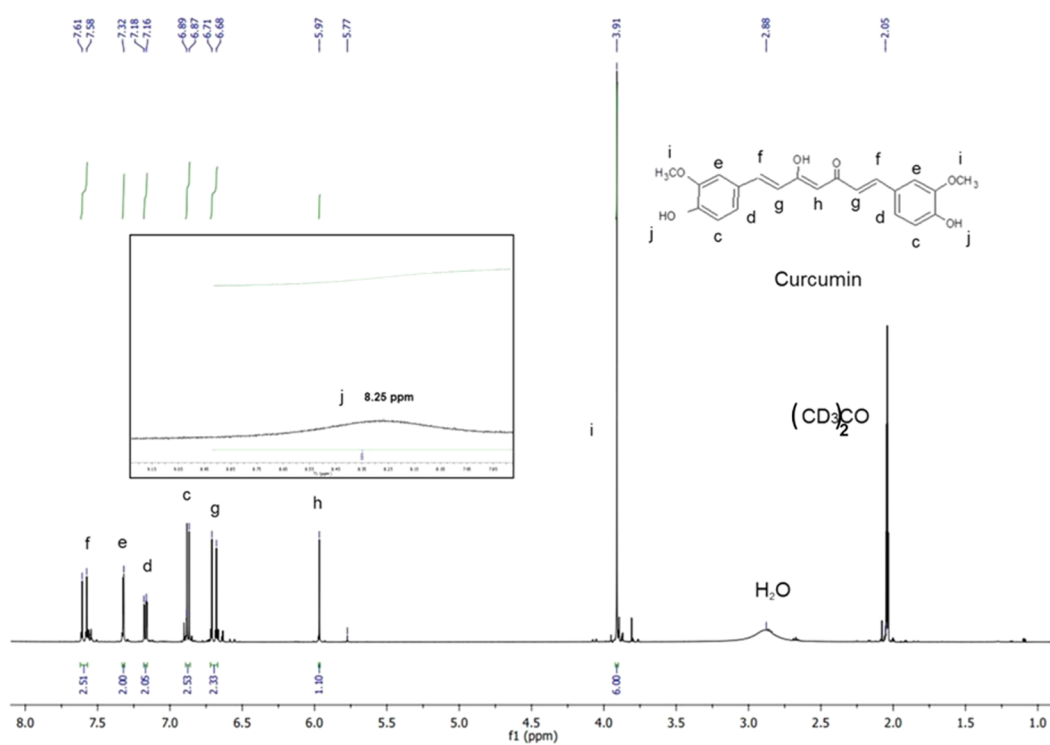 7.61 7.58 7.32 7.18 7.16 6.89 6.87 6.71 6.68 5.97 5.77 3.91 2.88 2.05
i e f OH O f e i
H₃CO OCH₃
g h g
HO d d OH
j c c j
Curcumin
j 8.25 ppm
(CD3)2CO
i
c g h
f e d
H₂O
2.51 2.00 2.05 2.53 2.33 1.10 6.00
8.0 7.5 7.0 6.5 6.0 5.5 5.0 4.5 4.0 3.5 3.0 2.5 2.0 1.5 1.0
f1 (ppm)